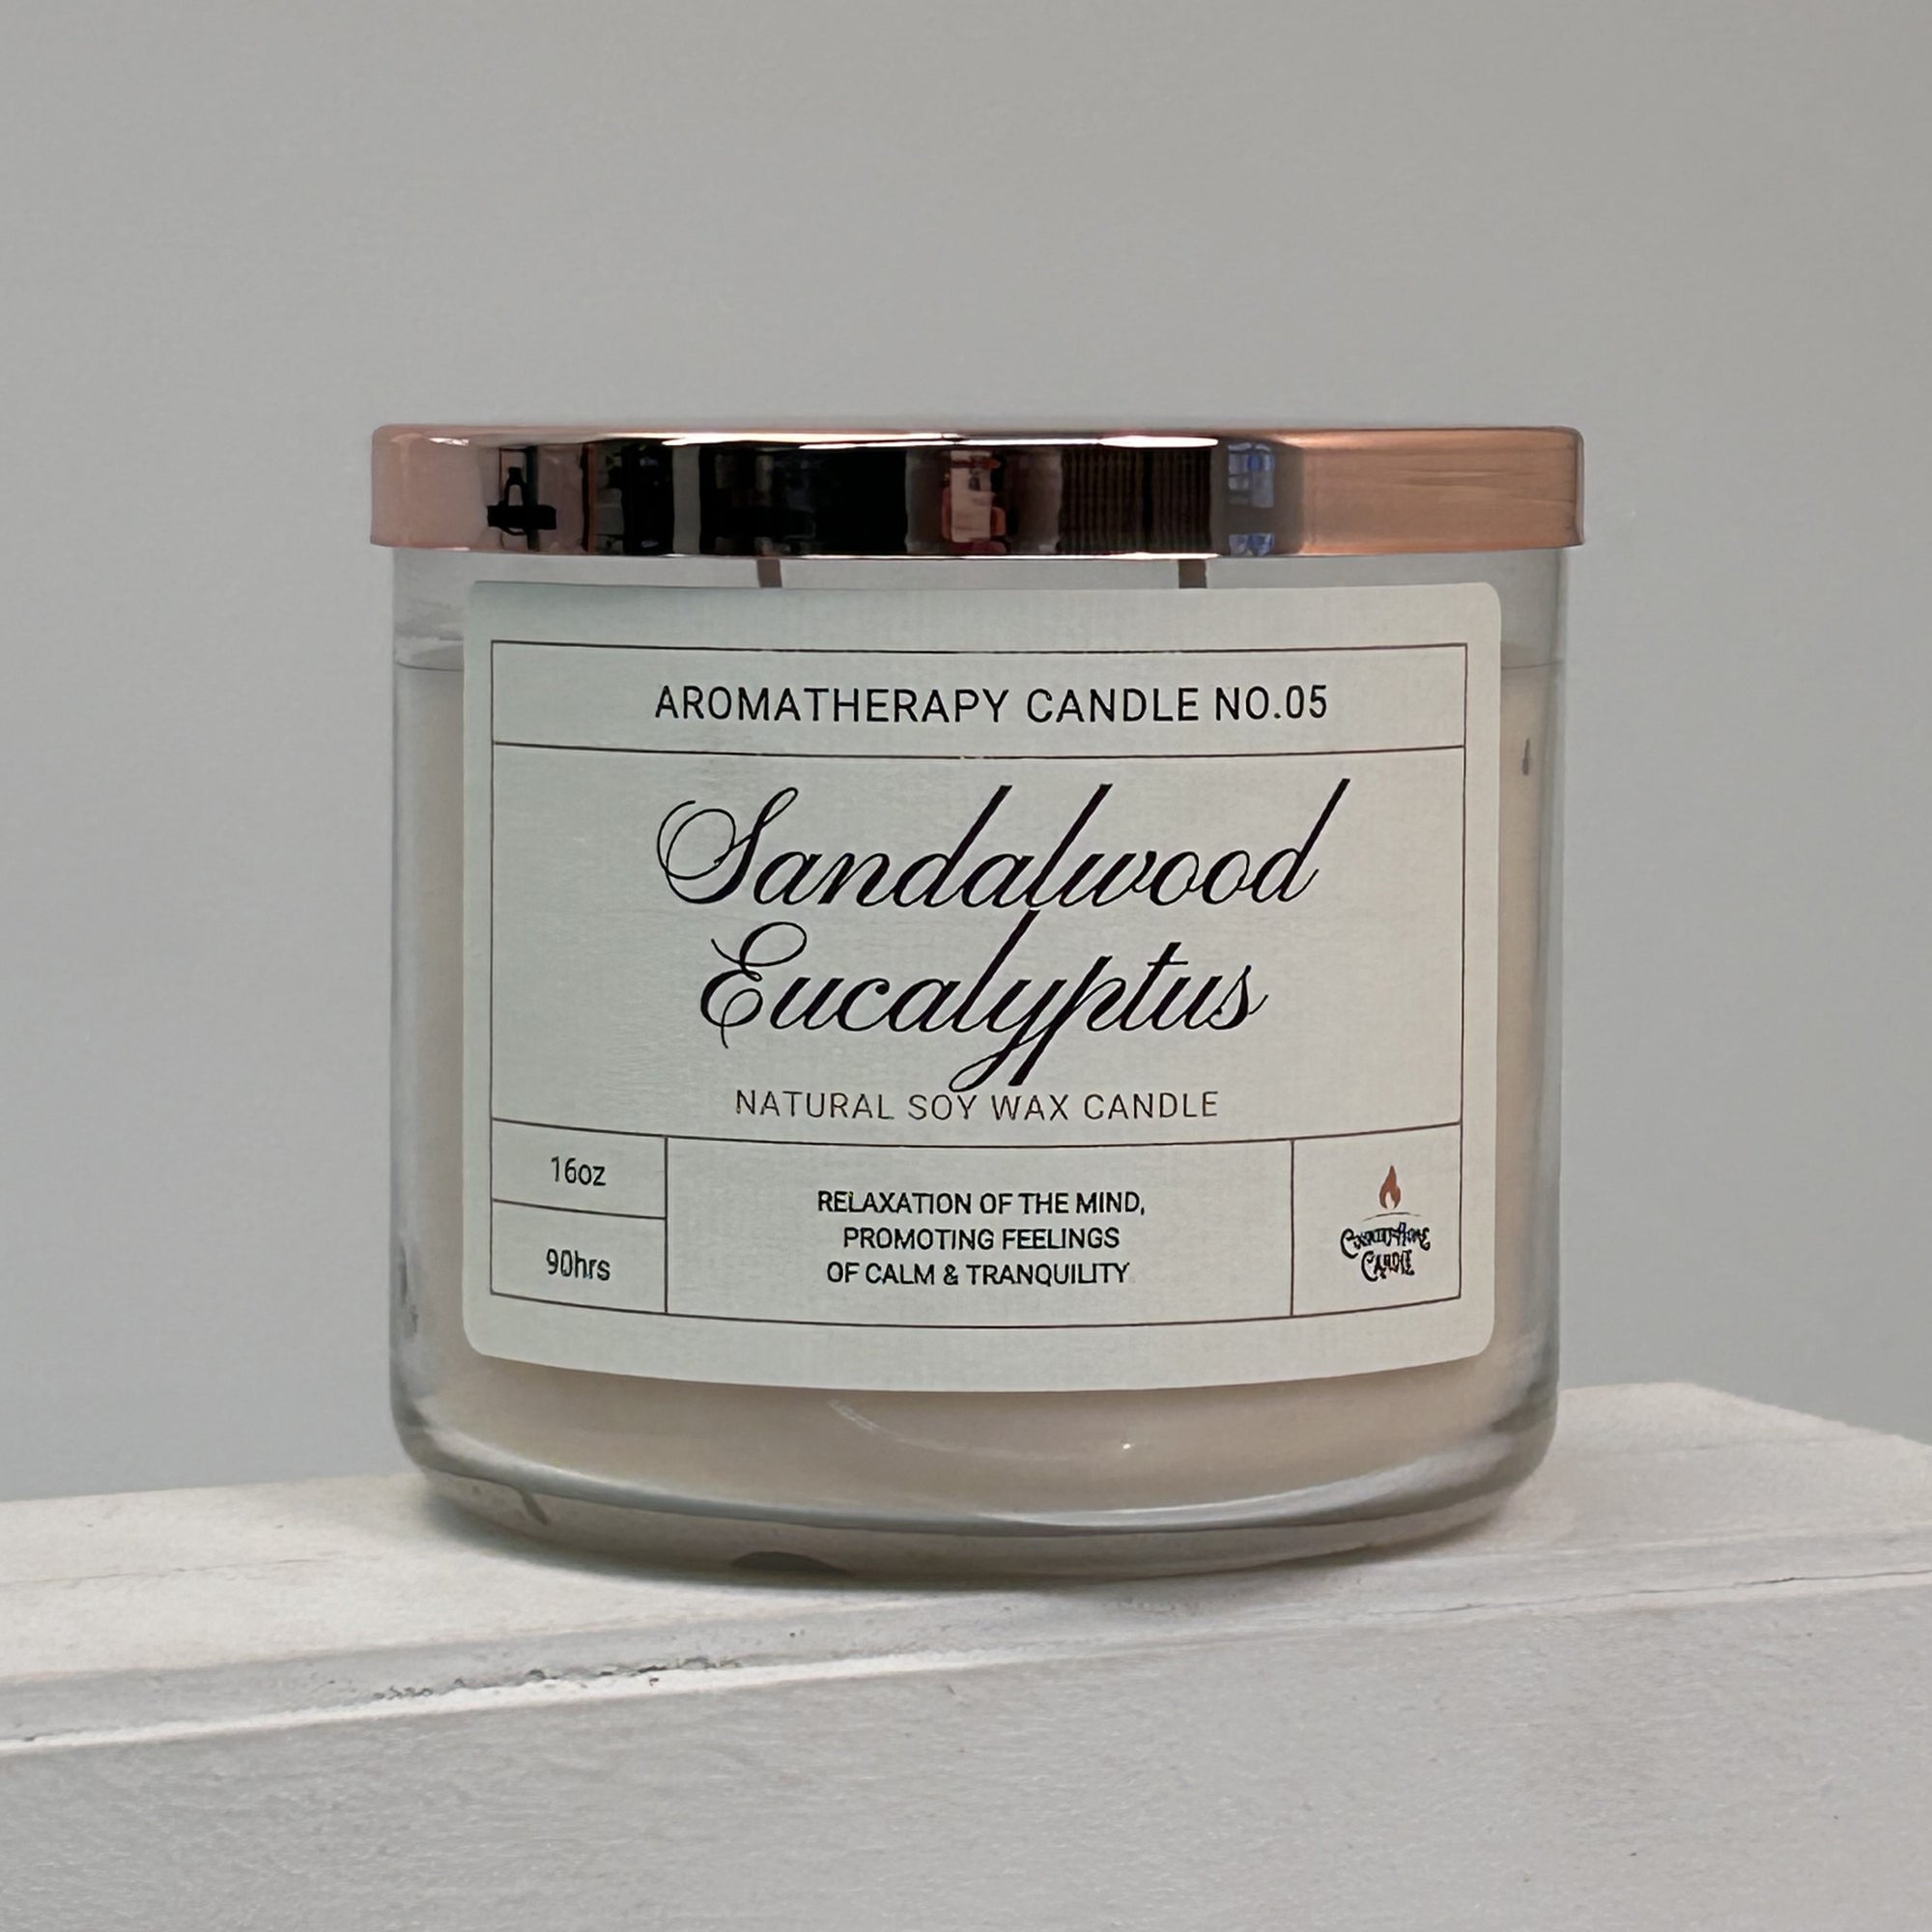 AROMATHERAPY CANDLE NO.05
Sandalwood
Eucalyptus
NATURAL SOY WAX CANDLE
16oz
90hrs
RELAXATION OF THE MIND,
PROMOTING FEELINGS
OF CALM & TRANQUILITY
CANDLE